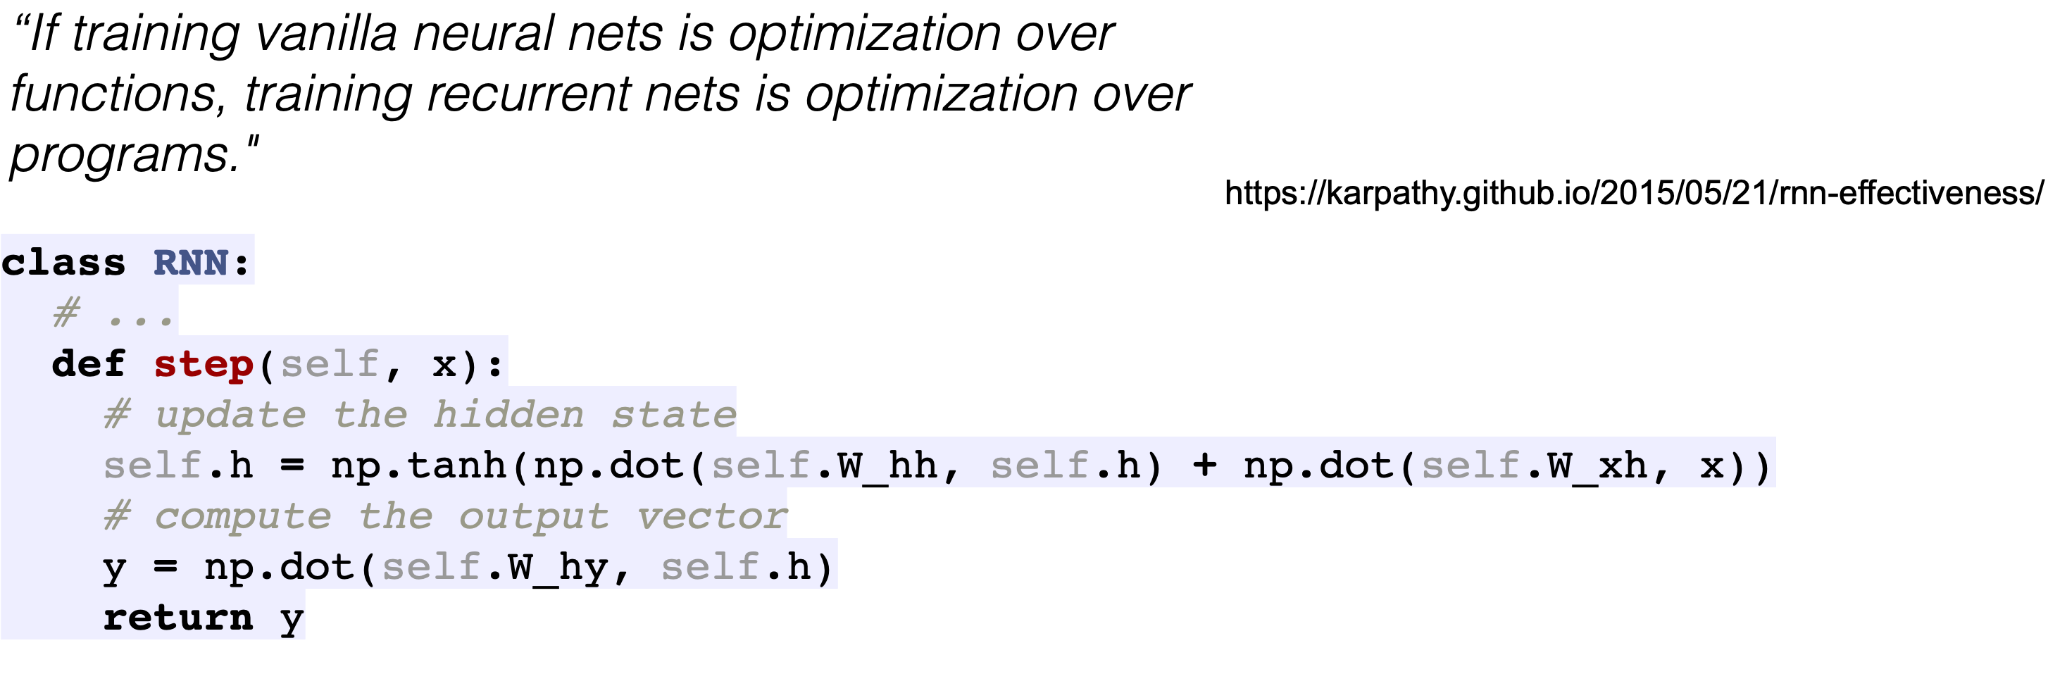 “If training vanilla neural nets is optimization over
functions, training recurrent nets is optimization over
programs."
https://karpathy.github.io/2015/05/21/rnn-effectiveness/
class RNN:
  # ...
  def step(self, x):
    # update the hidden state
    self.h = np.tanh(np.dot(self.W_hh, self.h) + np.dot(self.W_xh, x))
    # compute the output vector
    y = np.dot(self.W_hy, self.h)
    return y